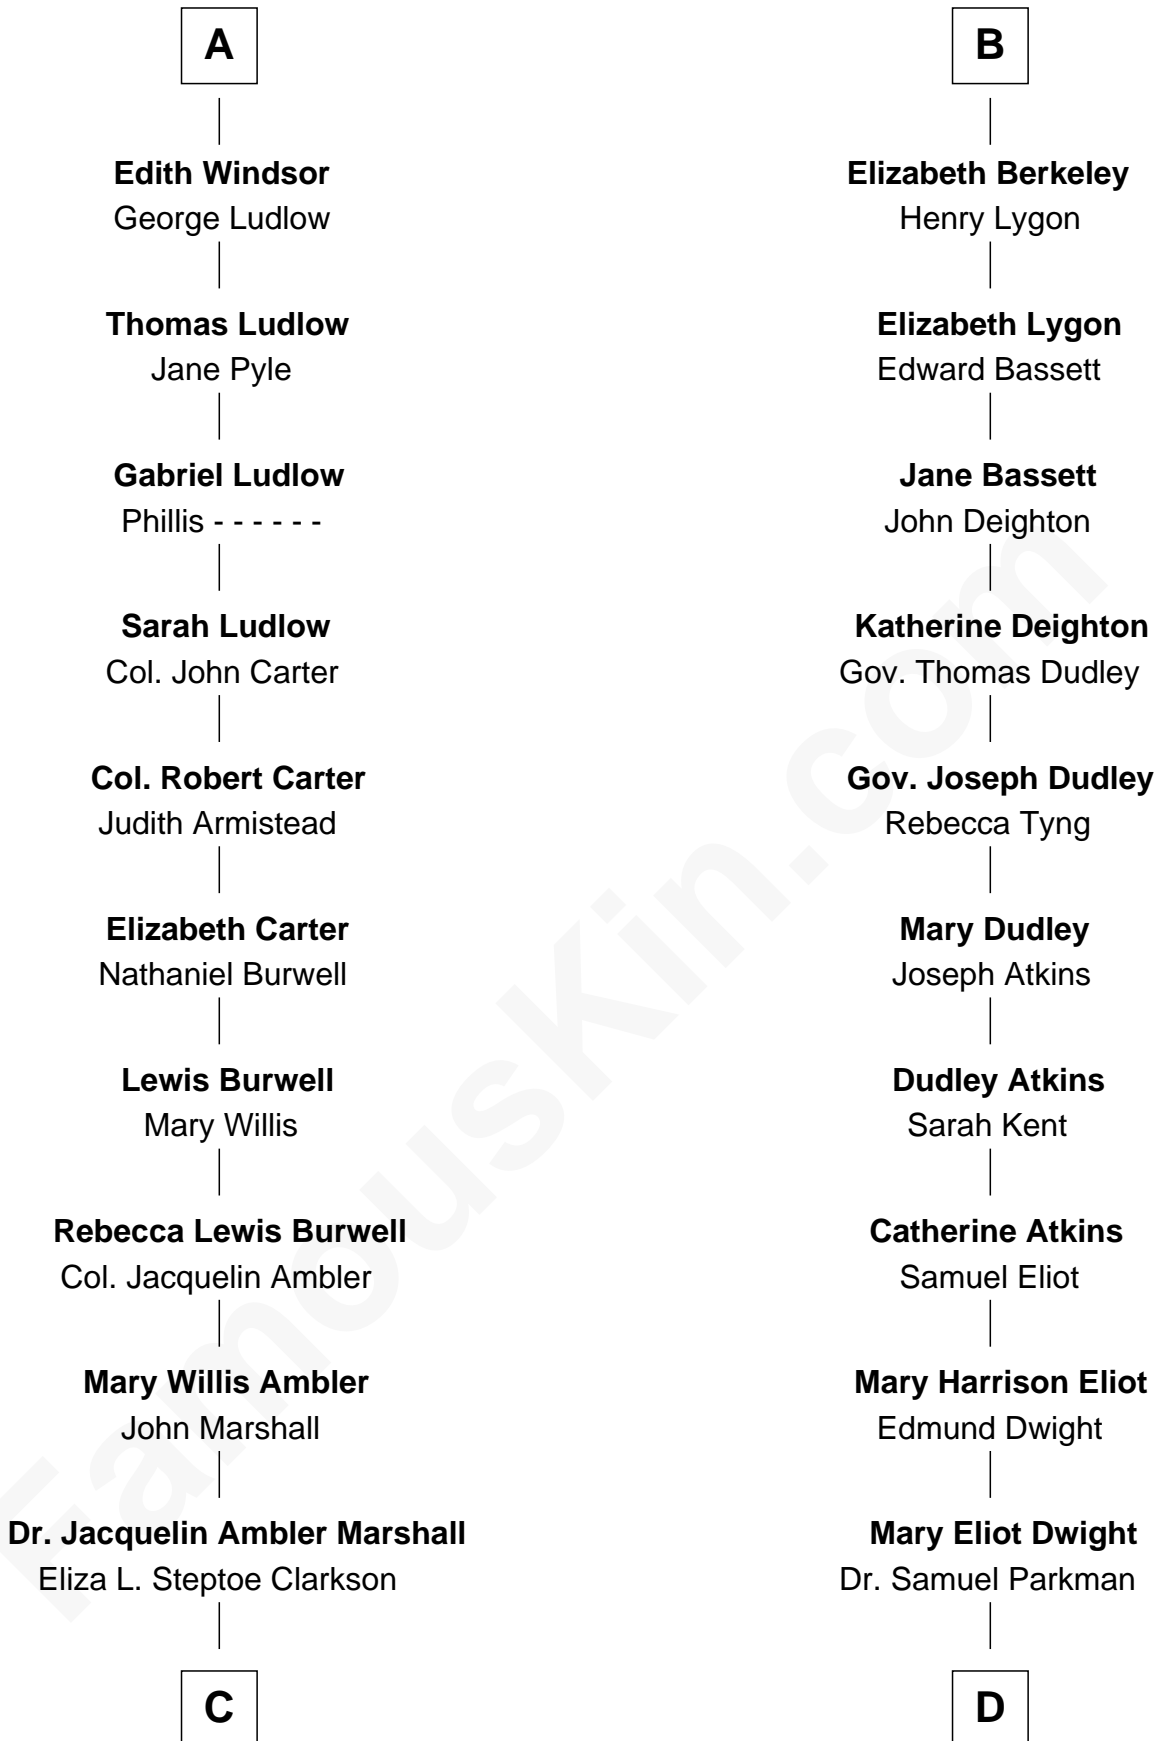 A
Edith Windsor
George Ludlow
Thomas Ludlow
Jane Pyle
Gabriel Ludlow
Phillis - - - - - -
Sarah Ludlow
Col. John Carter
Col. Robert Carter
Judith Armistead
Elizabeth Carter
Nathaniel Burwell
Lewis Burwell
Mary Willis
Rebecca Lewis Burwell
Col. Jacquelin Ambler
Mary Willis Ambler
John Marshall
Dr. Jacquelin Ambler Marshall
Eliza L. Steptoe Clarkson
C
B
Elizabeth Berkeley
Henry Lygon
Elizabeth Lygon
Edward Bassett
Jane Bassett
John Deighton
Katherine Deighton
Gov. Thomas Dudley
Gov. Joseph Dudley
Rebecca Tyng
Mary Dudley
Joseph Atkins
Dudley Atkins
Sarah Kent
Catherine Atkins
Samuel Eliot
Mary Harrison Eliot
Edmund Dwight
Mary Eliot Dwight
Dr. Samuel Parkman
D
FamousKin.com